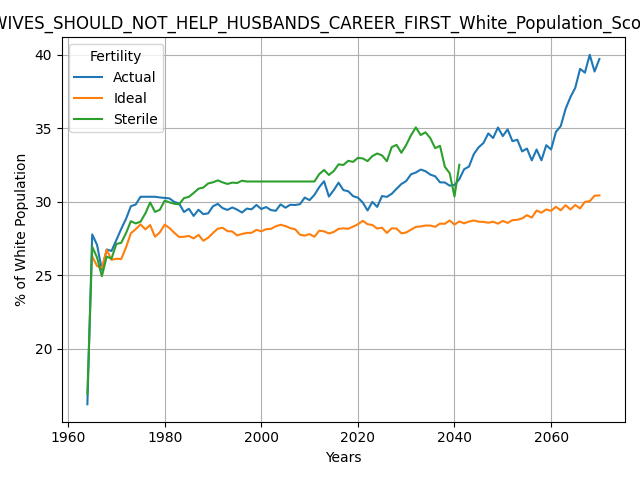 WIVES_SHOULD_NOT_HELP_HUSBANDS_CAREER_FIRST_White_Population_Sco
Fertility
Actual
Ideal
Sterile
% of White Population
40
35
30
25
20
1960 1980 2000 2020 2040 2060
Years